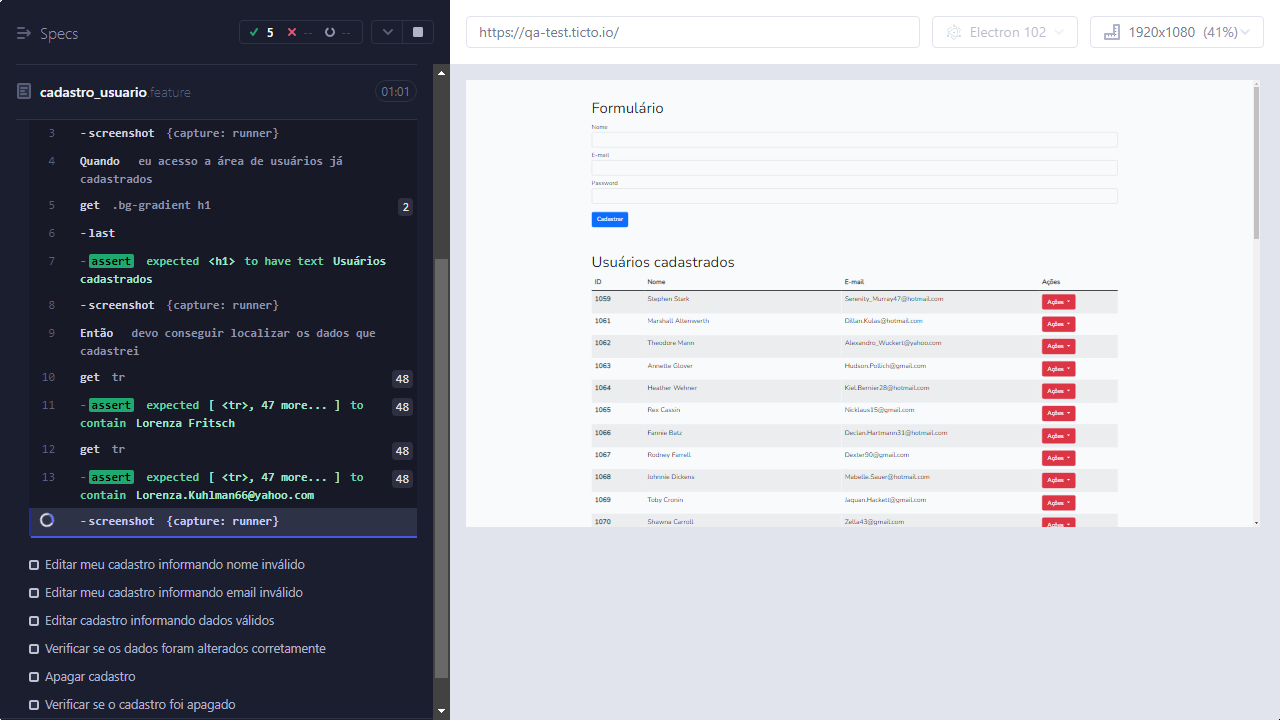 Specs
5
--
--
cadastro_usuario.feature
01:01
3 -screenshot {capture: runner}
4 Quando eu acesso a área de usuários já
cadastrados
5 get .bg-gradient h1 2
6 -last
7 -assert expected <h1> to have text Usuários
cadastrados
8 -screenshot {capture: runner}
9 Então devo conseguir localizar os dados que
cadastrei
10 get tr 48
11 -assert expected [ <tr>, 47 more... ] to 48
contain Lorenza Fritsch
12 get tr 48
13 -assert expected [ <tr>, 47 more... ] to 48
contain Lorenza.Kuhlman66@yahoo.com
-screenshot {capture: runner}
Editar meu cadastro informando nome inválido
Editar meu cadastro informando email inválido
Editar cadastro informando dados válidos
Verificar se os dados foram alterados corretamente
Apagar cadastro
Verificar se o cadastro foi apagado
https://qa-test.ticto.io/
Electron 102
1920x1080 (41%)
Formulário
Nome
E-mail
Password
Cadastrar
Usuários cadastrados
ID Nome E-mail Ações
1059 Stephen Stark Serenity_Murray47@hotmail.com Ações
1061 Marshall Altenwerth Dillan.Kulas@hotmail.com Ações
1062 Theodore Mann Alexandro_Wuckert@yahoo.com Ações
1063 Annette Glover Hudson.Pollich@gmail.com Ações
1064 Heather Wehner Kiel.Bernier28@hotmail.com Ações
1065 Rex Cassin Nicklaus15@gmail.com Ações
1066 Fannie Batz Declan.Hartmann31@hotmail.com Ações
1067 Rodney Farrell Dexter90@gmail.com Ações
1068 Johnnie Dickens Mabelle.Sauer@hotmail.com Ações
1069 Toby Cronin Jaquan.Hackett@gmail.com Ações
1070 Shawna Carroll Zella43@gmail.com Ações